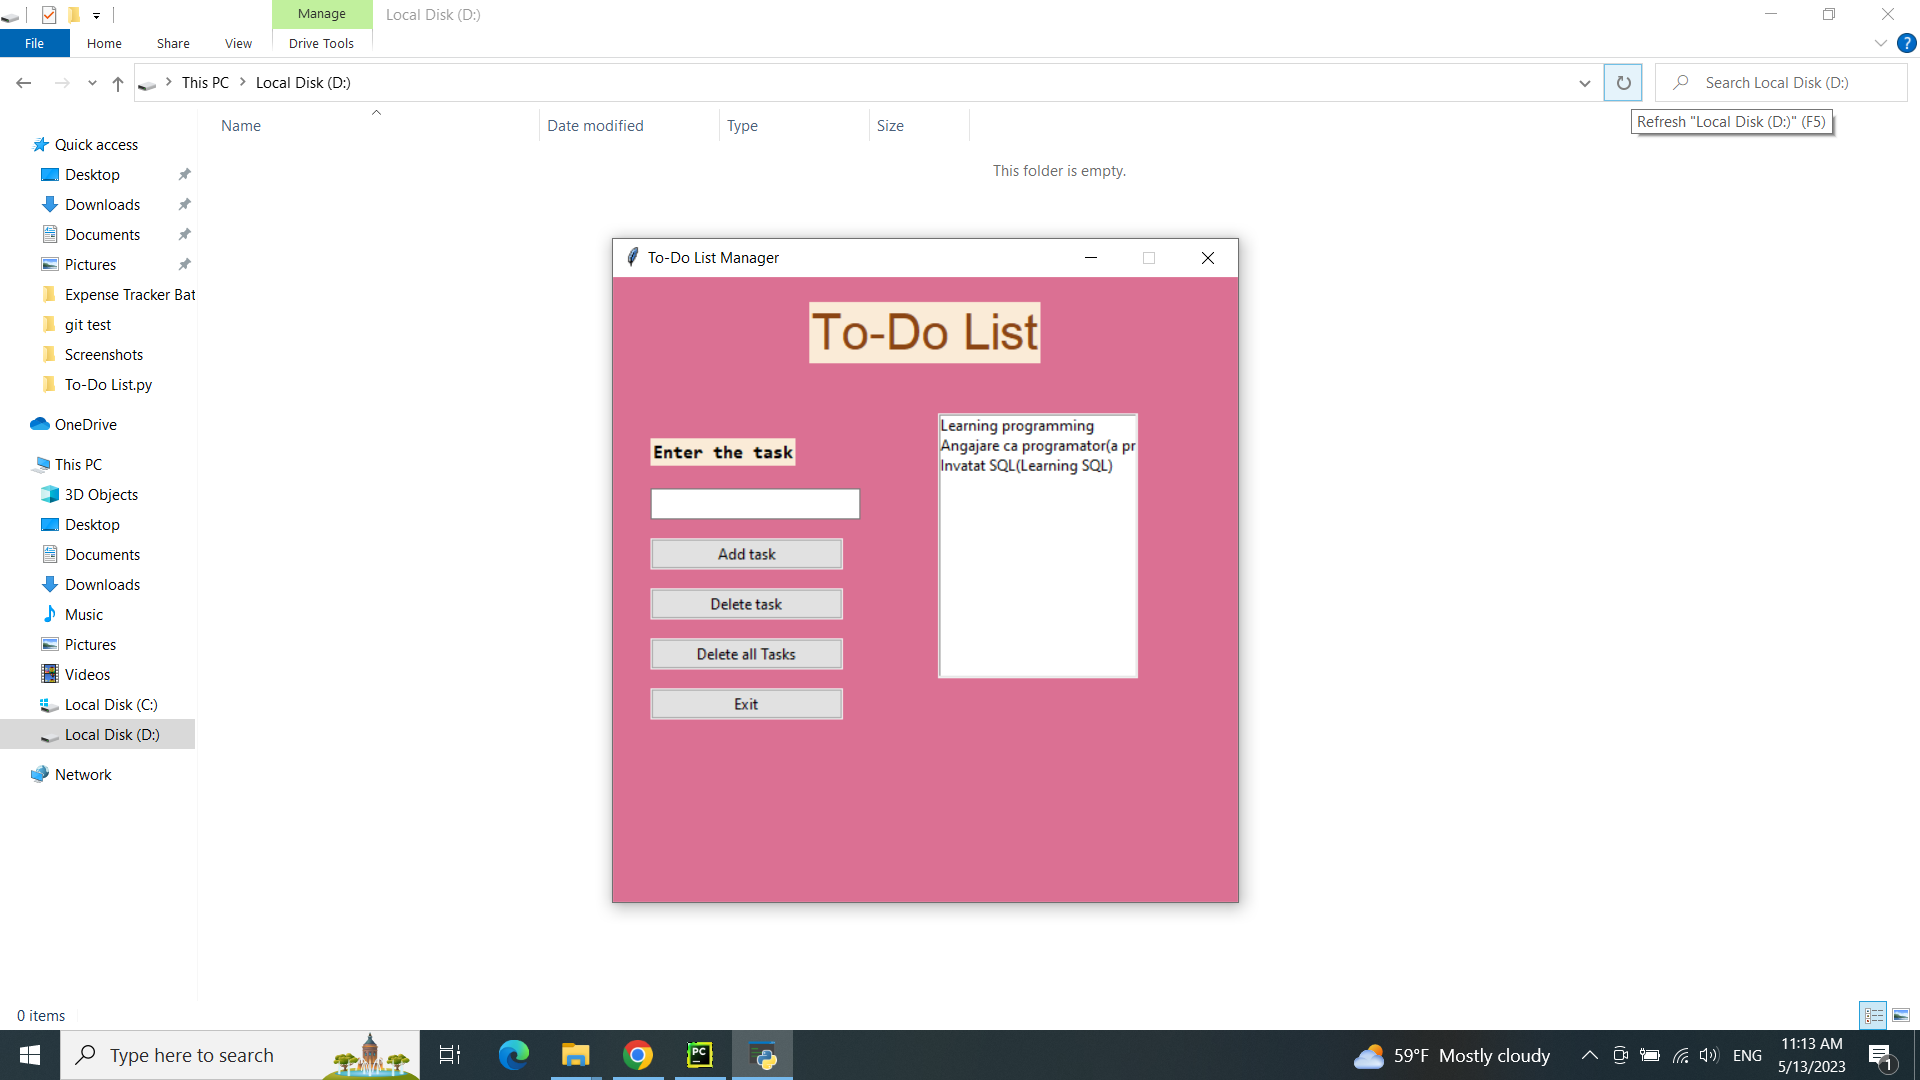 Manage
Local Disk (D:)
File
Home
Share
View
Drive Tools
?
This PC
Local Disk (D:)
Search Local Disk (D:)
Refresh "Local Disk (D:)" (F5)
Name
Date modified
Type
Size
This folder is empty.
Quick access
Desktop
Downloads
Documents
Pictures
Expense Tracker Bat
git test
Screenshots
To-Do List.py
OneDrive
This PC
3D Objects
Desktop
Documents
Downloads
Music
Pictures
Videos
Local Disk (C:)
Local Disk (D:)
Network
To-Do List Manager
To-Do List
Enter the task
Add task
Delete task
Delete all Tasks
Exit
Learning programming
Angajare ca programator(a pr
Invatat SQL(Learning SQL)
0 items
Type here to search
PC
59°F Mostly cloudy
ENG
11:13 AM
5/13/2023
1